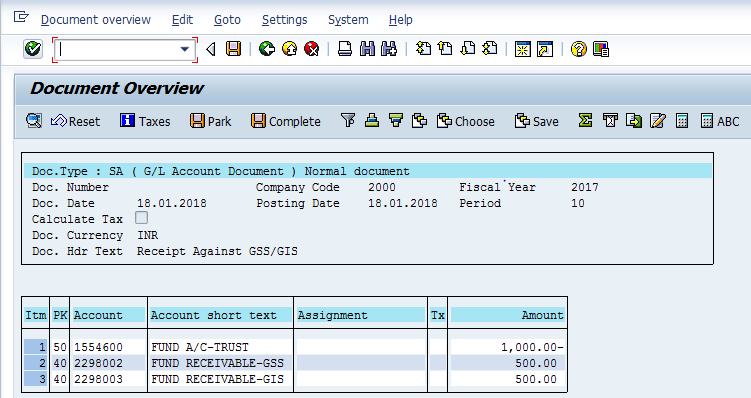 Document overview Edit Goto Settings System Help
Document Overview
Reset Taxes Park Complete Choose Save ABC
Doc.Type : SA ( G/L Account Document ) Normal document
Doc. Number Company Code 2000 Fiscal Year 2017
Doc. Date 18.01.2018 Posting Date 18.01.2018 Period 10
Calculate Tax
Doc. Currency INR
Doc. Hdr Text Receipt Against GSS/GIS
Itm PK Account Account short text Assignment Tx Amount
1 50 1554600 FUND A/C-TRUST 1,000.00-
2 40 2298002 FUND RECEIVABLE-GSS 500.00
3 40 2298003 FUND RECEIVABLE-GIS 500.00